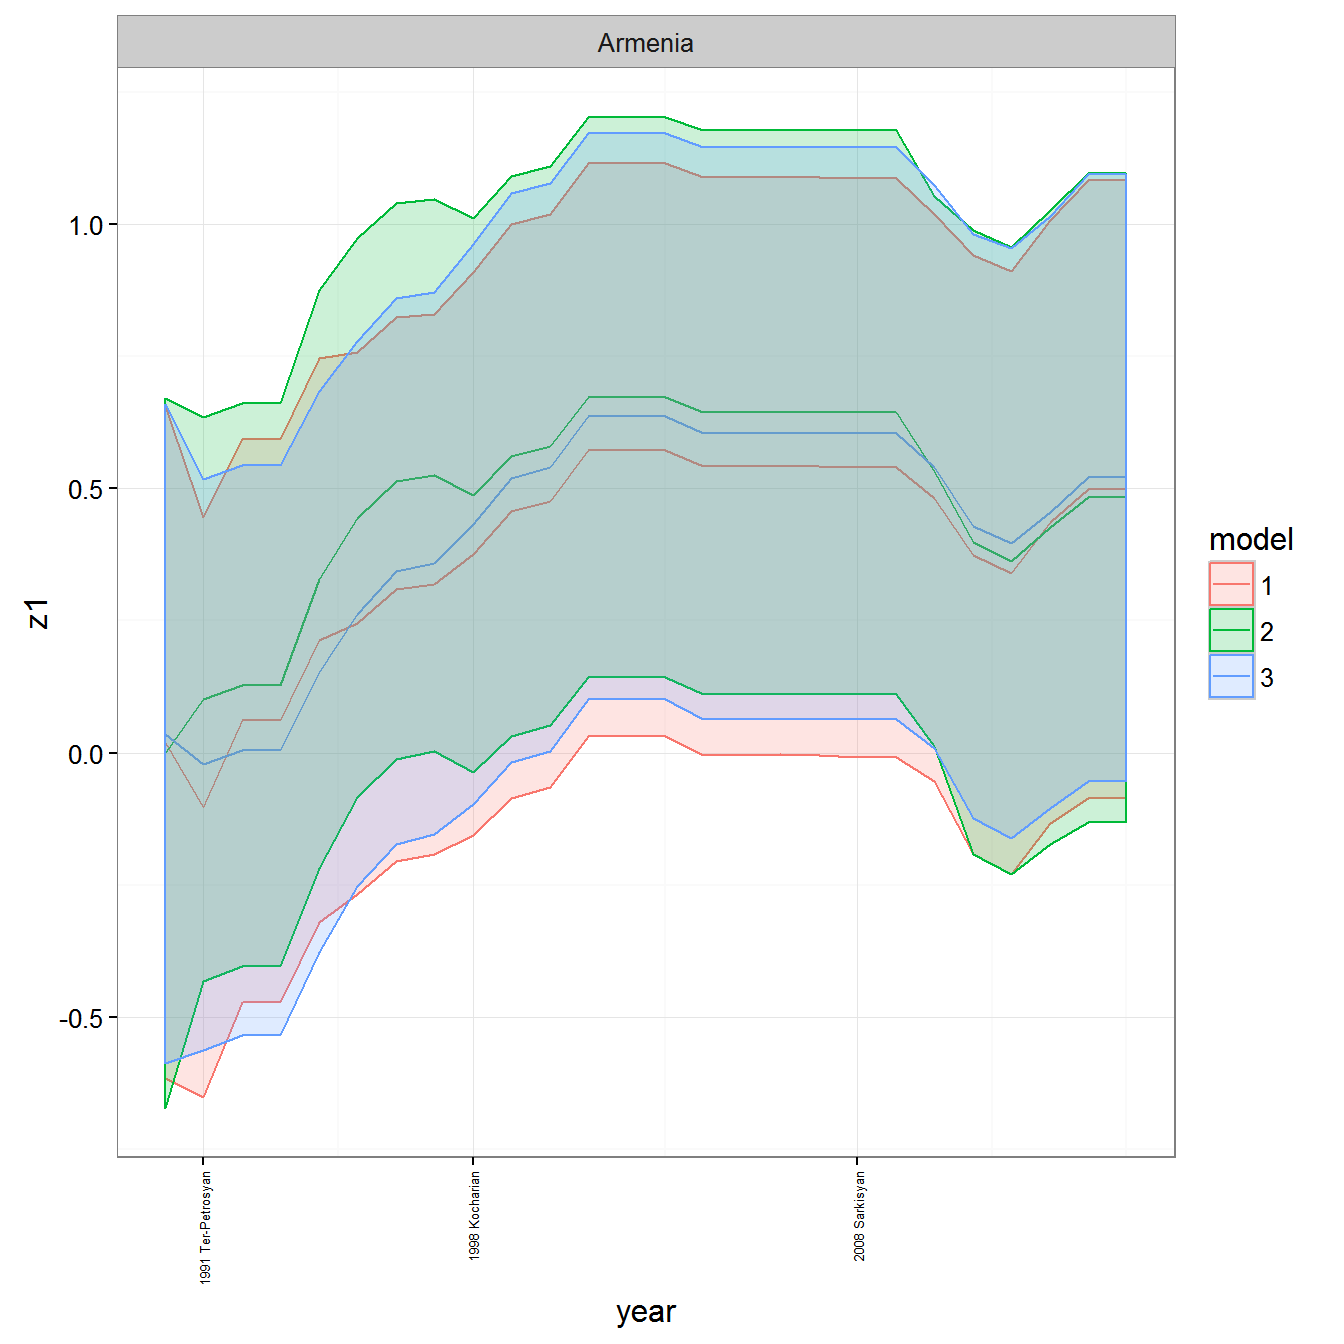 Armenia
1.0
0.5
0.0
-0.5
z1
1991 Ter-Petrosyan
1998 Kocharian
2008 Sarkisyan
year
model
1
2
3